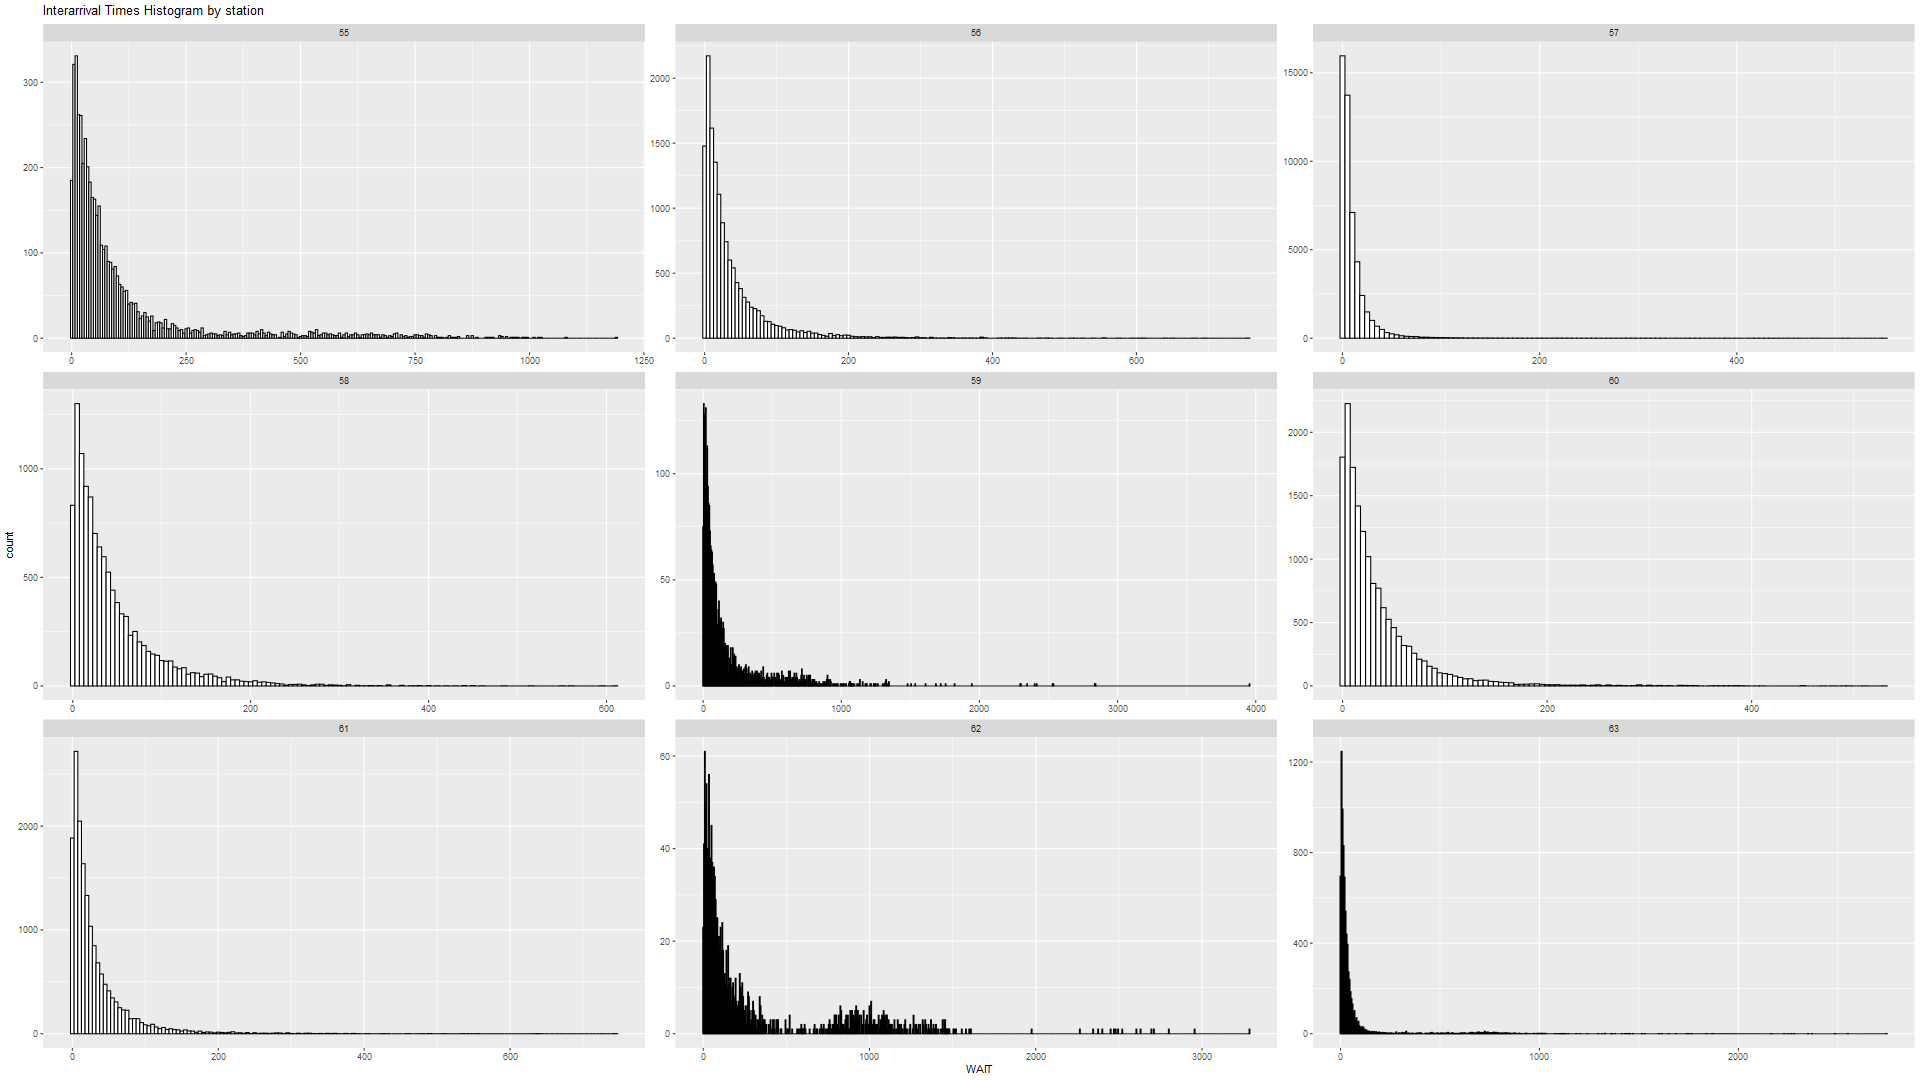 Interarrival Times Histogram by station
55 56 57
300 2000 15000
200 1500 10000
100 1000 5000
0 500 0
0
0 250 500 750 1000 1250 0 200 400 600 0 200 400
58 59 60
1000 100 2000
500 50 1500
0 0 1000
500
0
0 200 400 600 0 1000 2000 3000 4000 0 200 400
61 62 63
2000 60 1200
1000 40 800
0 20 400
0 0
0 200 400 600 0 1000 2000 3000 0 1000 2000
count
WAIT